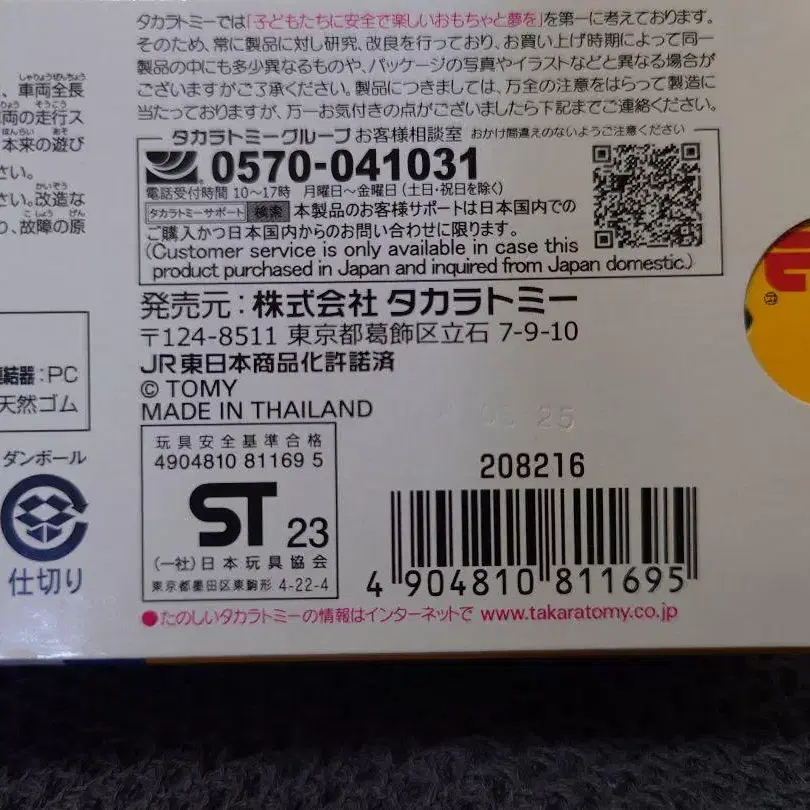 タカラトミーでは「子どもたちに安全で楽しいおもちゃと夢を」を第一に考えております。
そのため、常に製品に対し研究、改良を行っており、お買い上げ時期によって同一
製品の中にも多少異なるものや、パッケージの写真やイラストなどと異なる場合が
ございますがご了承ください。製品につきましては、万全の注意をはらって製造に
当たっておりますが、万一お気付きの点がございましたら下記までご連絡ください。
、車両全長
両の走行ス
本来の遊び
さい。
さい。改造な
り、故障の原
タカラトミーグループ お客様相談室 おかけ間違えのないようご注意ください
0570-041031
電話受付時間 10〜17時 月曜日〜金曜日(土日・祝日を除く)
タカラトミーサポート 検索 本製品のお客様サポートは日本国内での
ご購入かつ日本国内からのお問い合わせに限ります。
(Customer service is only available in case this
product purchased in Japan and inquired from Japan domestic.)
発売元:株式会社 タカラトミー
〒124-8511 東京都葛飾区立石 7-9-10
JR東日本商品化許諾済
© TOMY
MADE IN THAILAND
結器:PC
天然ゴム
ダンボール
仕切り
玩具安全基準合格
4904810 81169 5
ST 23
(一社)日本玩具協会
東京都墨田区東駒形 4-22-4
25
208216
4 904810 811695
●たのしいタカラトミーの情報はインターネットで www.takaratomy.co.jp
®